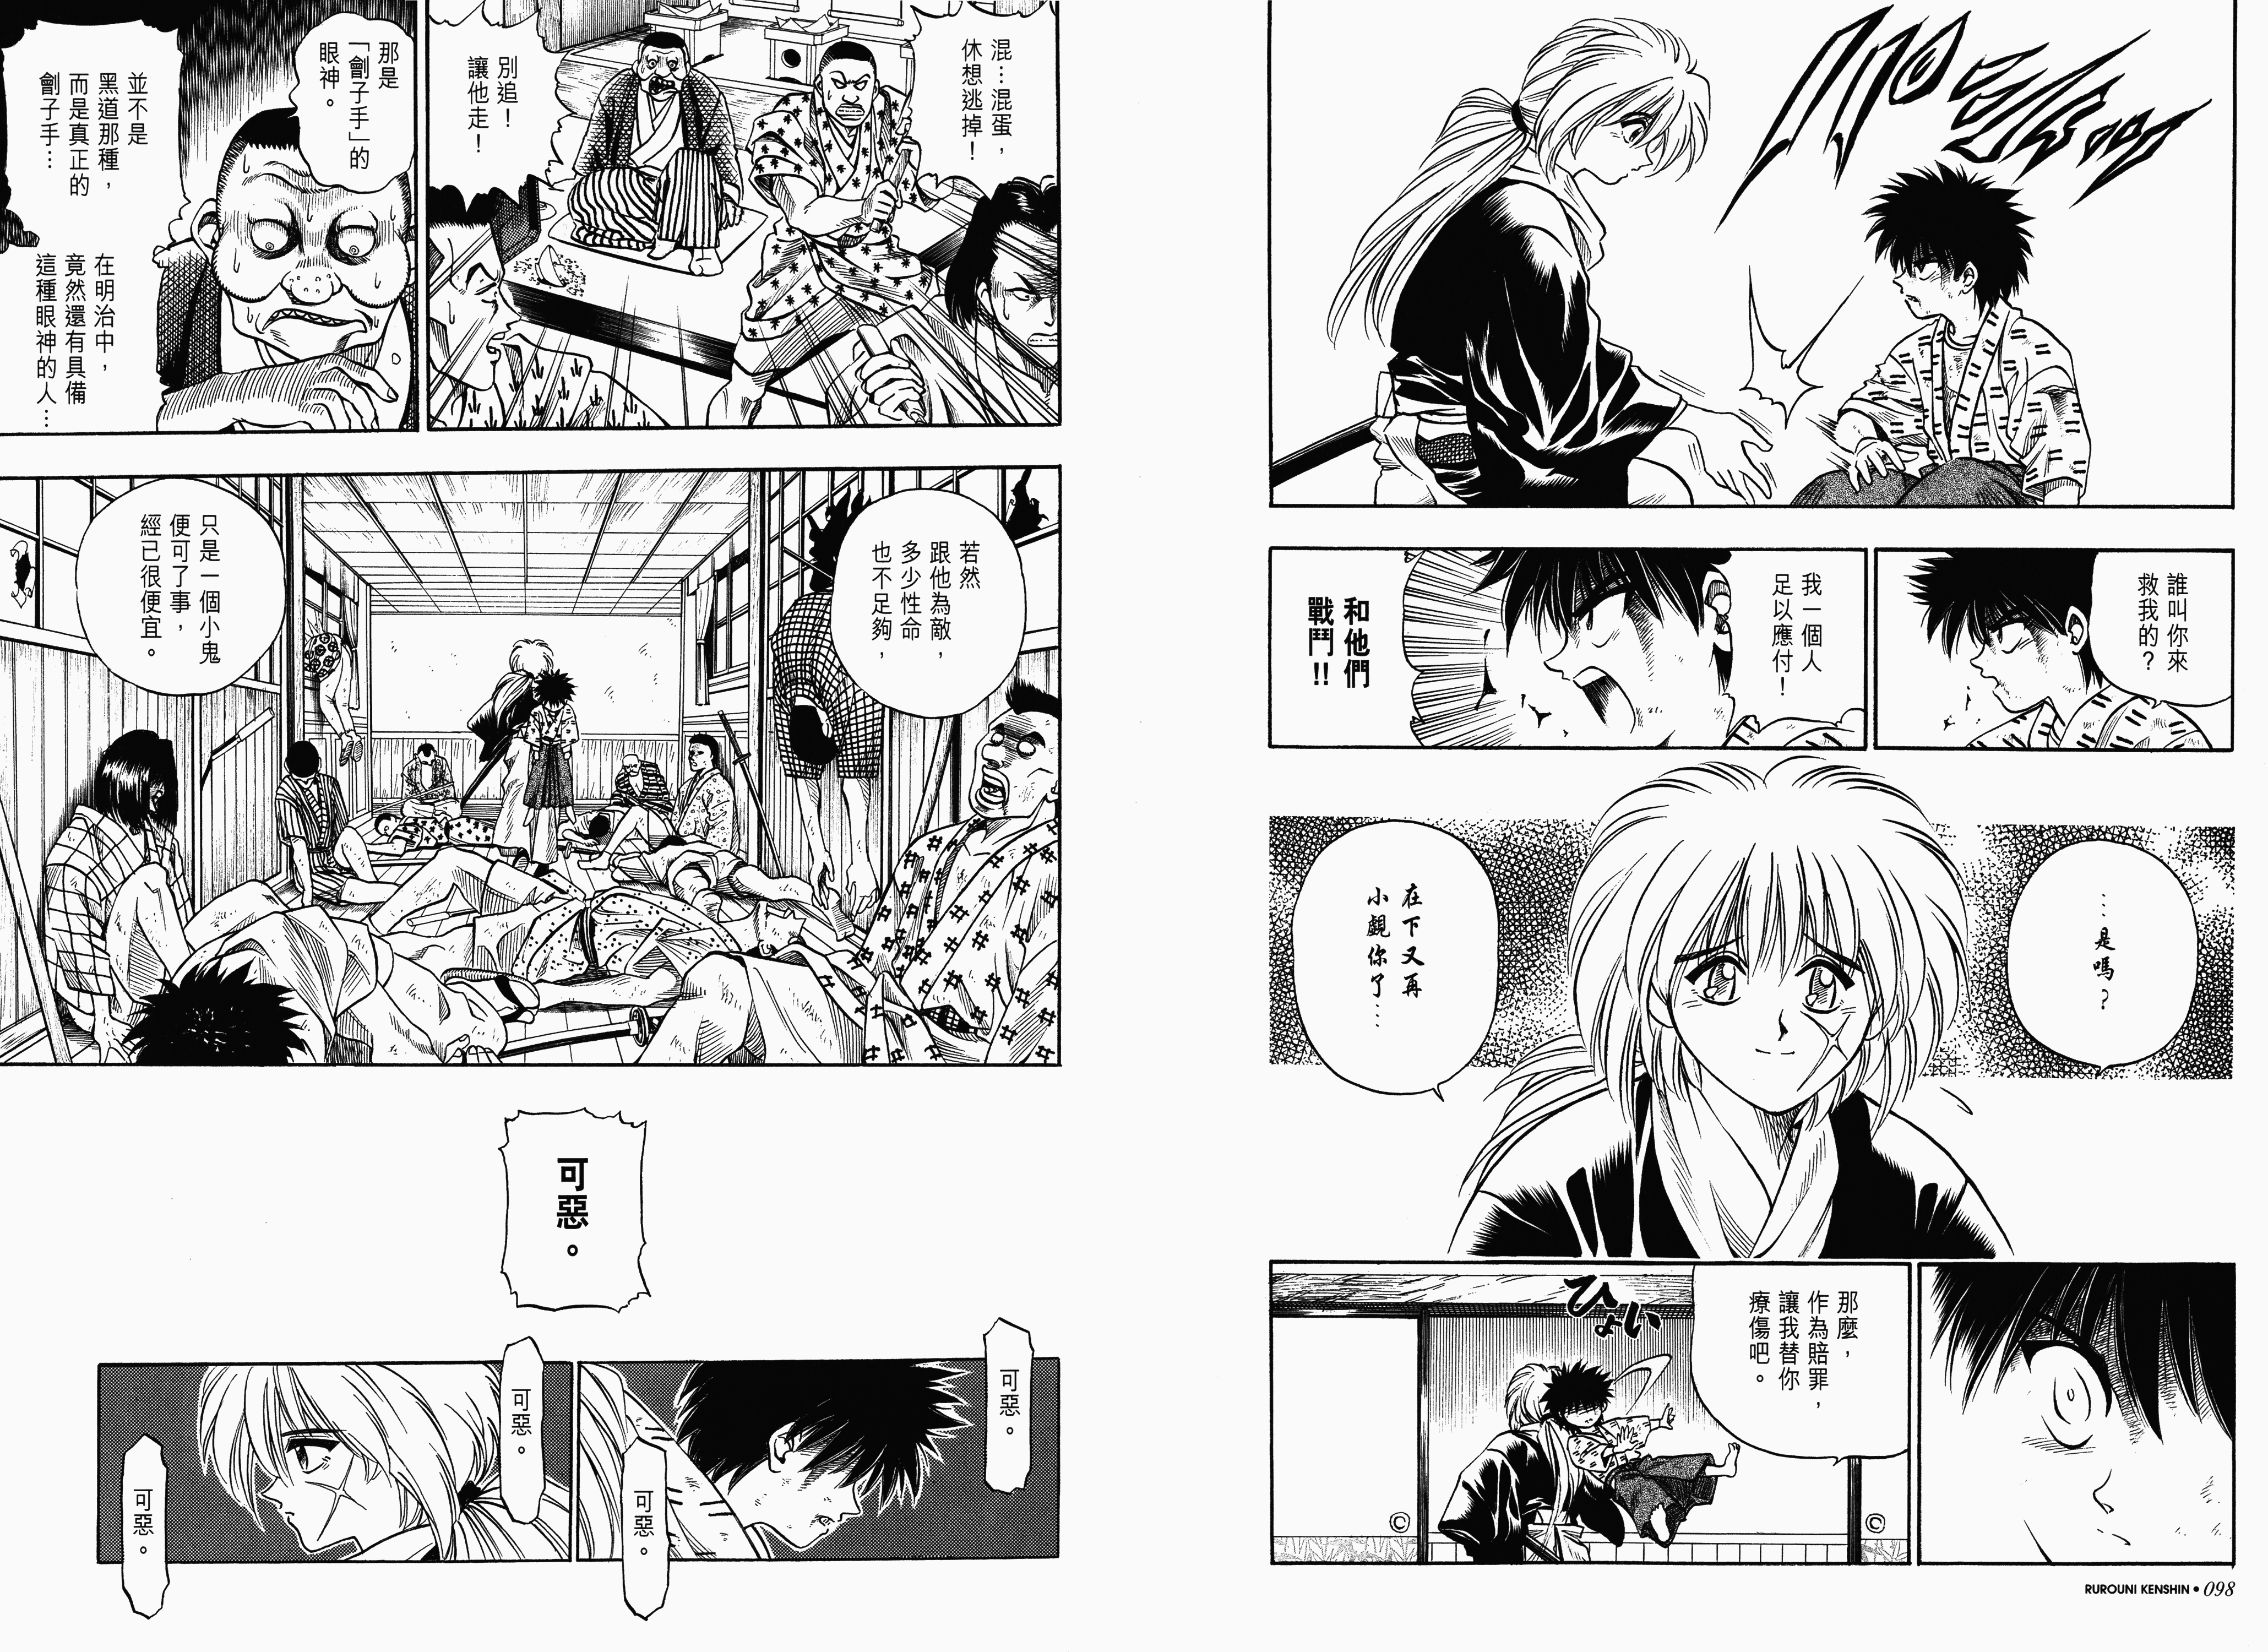 誰叫你來
救我的？
我一個人
足以應付！
和他們
戰鬥!!
…是嗎？
在下又再
小覷你了…
那麼，
作為賠罪，
讓我替你
療傷吧。
ひょい
RUROUNI KENSHIN • 098
混…混蛋，
休想逃掉！
別追！
讓他走！
那是
「劊子手」的
眼神。
並不是
黑道那種，
而是真正的
劊子手…
在明治中，
竟然還有具備
這種眼神的人…
若然
跟他為敵，
多少性命
也不足夠，
只是一個小鬼
便可了事，
經已很便宜。
可惡。
可惡。
可惡。
可惡。
可惡。